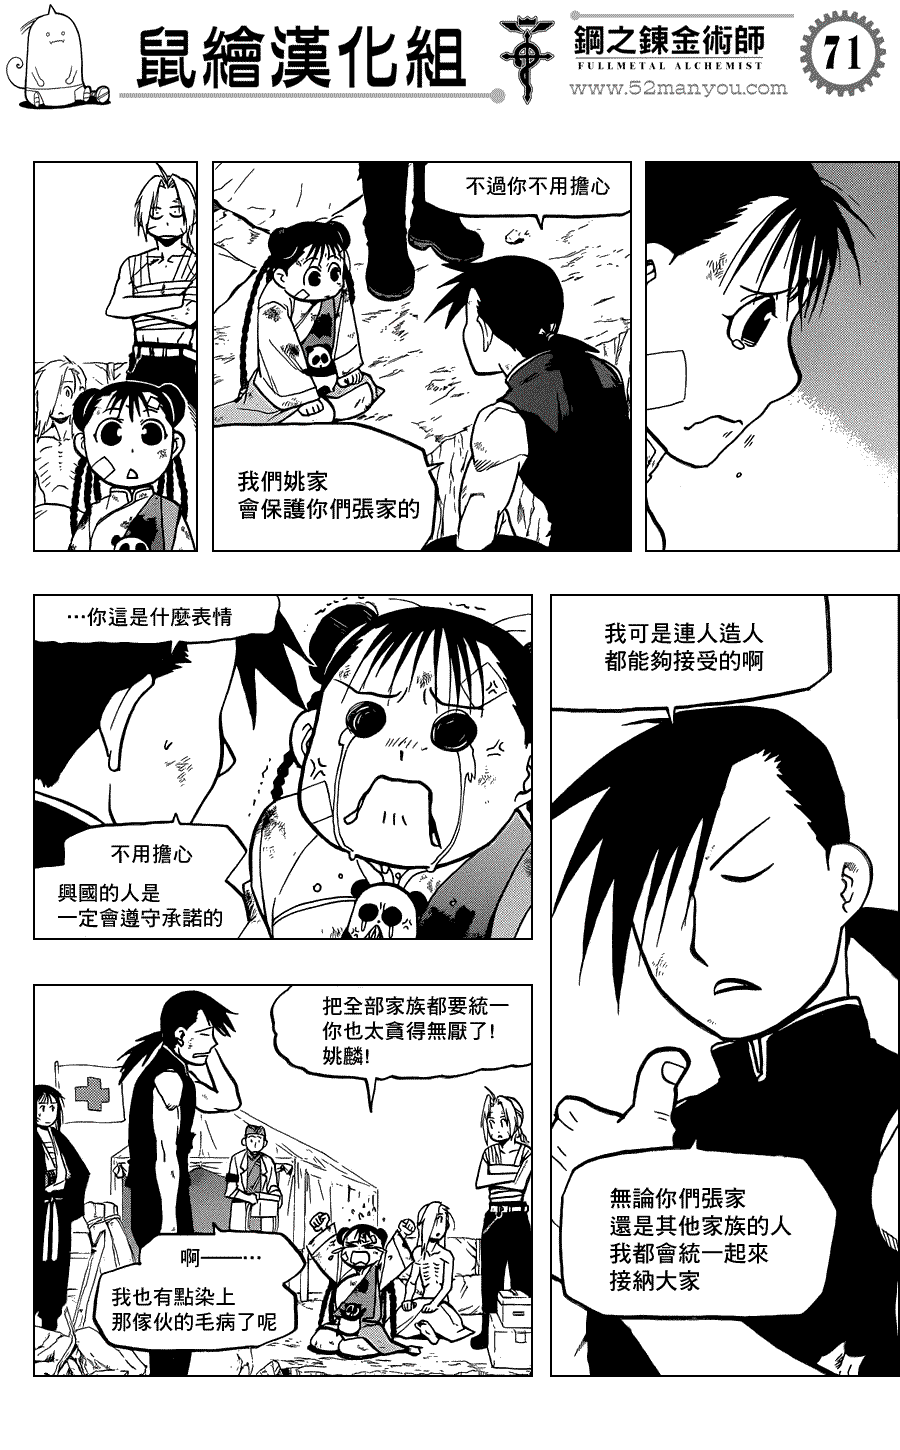 鼠繪漢化組
鋼之鍊金術師
FULLMETAL ALCHEMIST
www.52manyou.com
71
不過你不用擔心
我們姚家
會保護你們張家的
我可是連人造人
都能夠接受的啊
無論你們張家
還是其他家族的人
我都會統一起來
接納大家
…你這是什麼表情
不用擔心
興國的人是
一定會遵守承諾的
把全部家族都要統一
你也太貪得無厭了!
姚麟!
啊——…
我也有點染上
那傢伙的毛病了呢